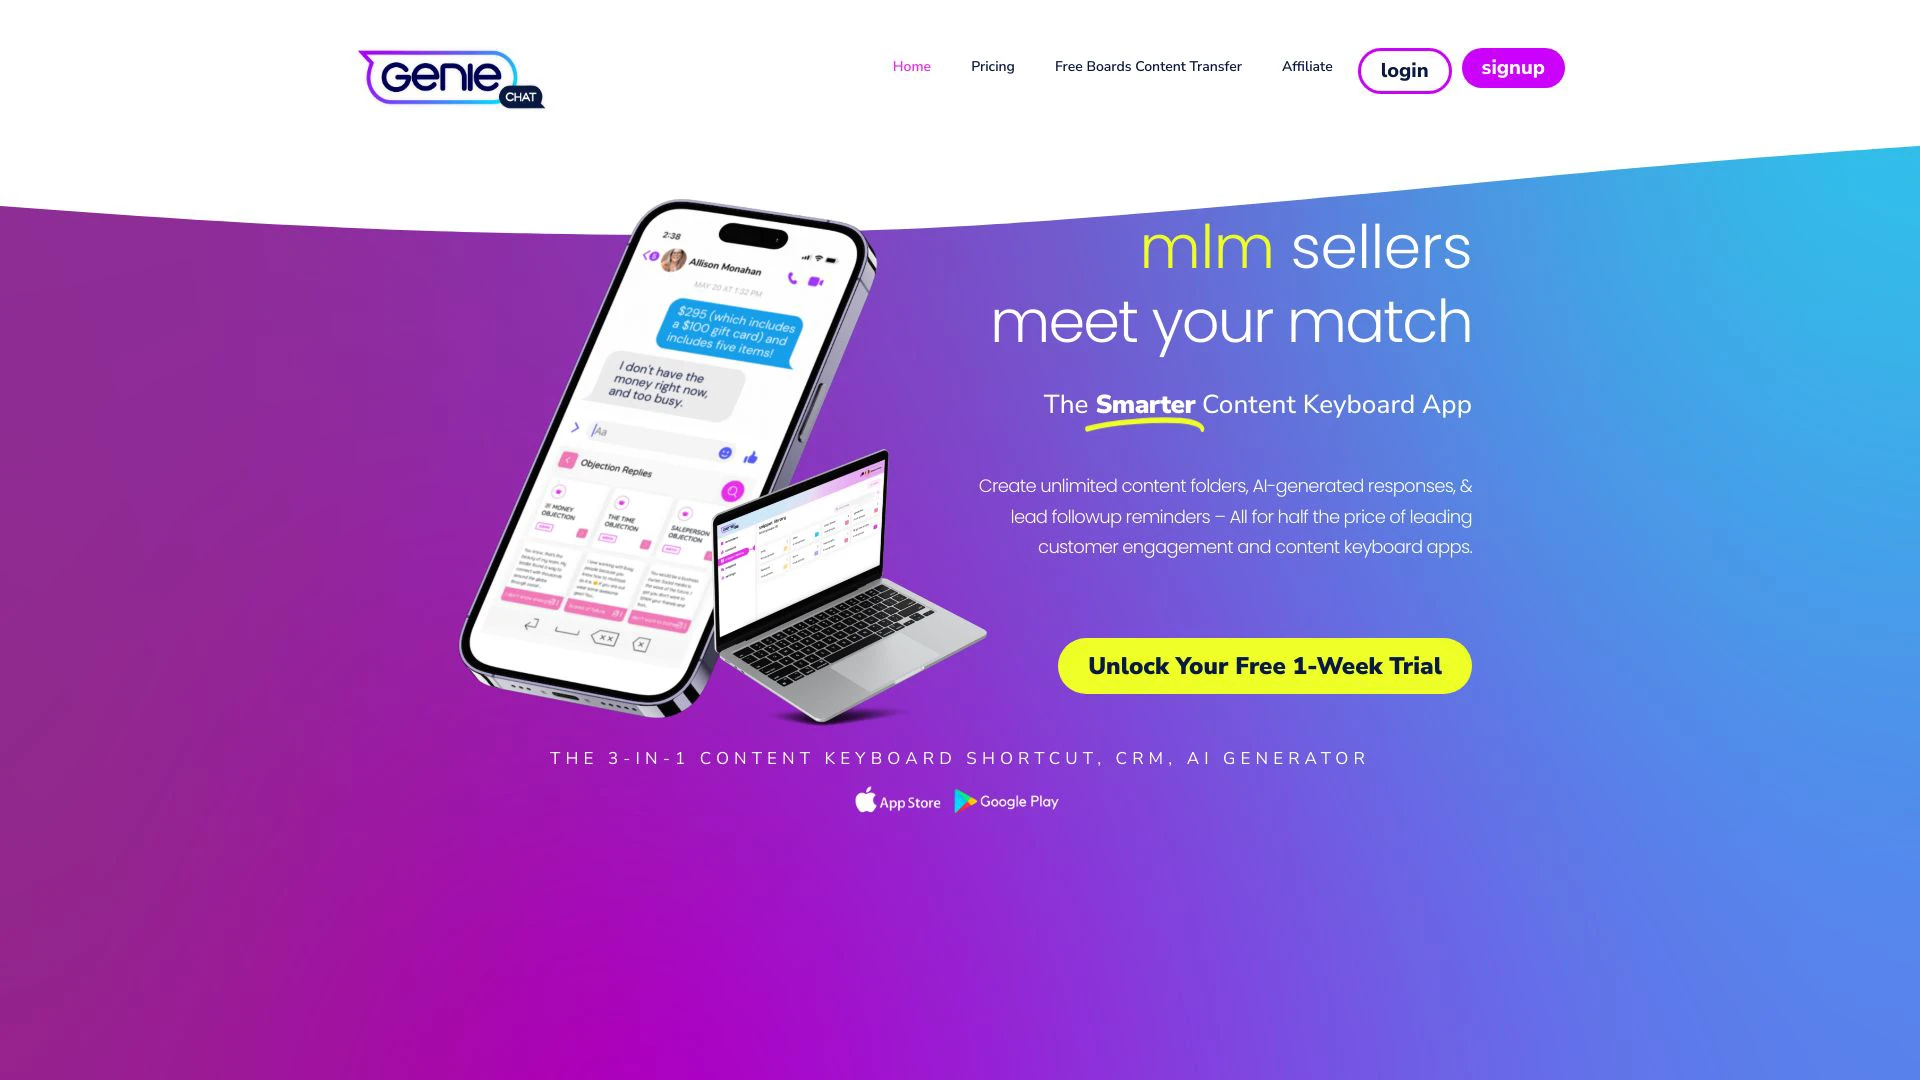 GENIE
CHAT
Home
Pricing
Free Boards Content Transfer
Affiliate
login
signup
mlm sellers
meet your match
The Smarter Content Keyboard App
Create unlimited content folders, AI-generated responses, &
lead followup reminders – All for half the price of leading
customer engagement and content keyboard apps.
Unlock Your Free 1-Week Trial
2:38
Allison Monahan
MAY 20 AT 1:32 PM
$295 (which includes
a $100 gift card) and
includes five items!
I don't have the
money right now,
and too busy.
Aa
Objection Replies
MONEY
OBJECTION
THE TIME
OBJECTION
SALEPERSON
OBJECTION
THE 3-IN-1 CONTENT KEYBOARD SHORTCUT, CRM, AI GENERATOR
App Store
Google Play